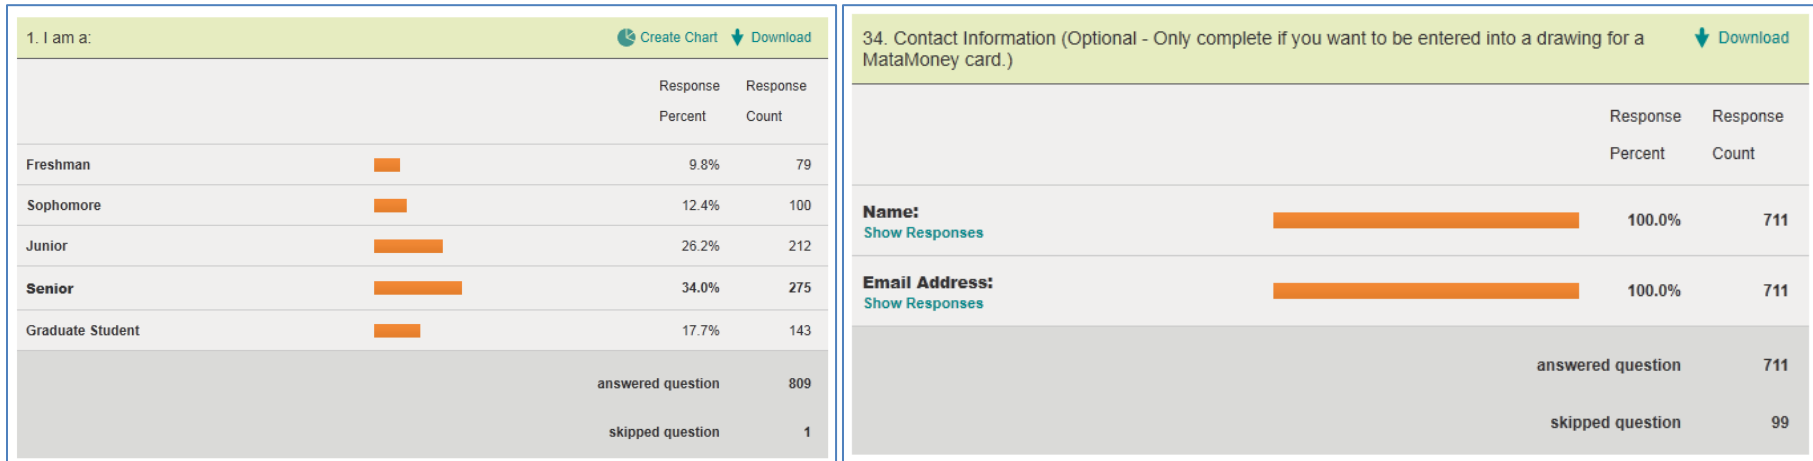 1. I am a:
Create Chart
Download
Response Percent
Response Count
Freshman 9.8% 79
Sophomore 12.4% 100
Junior 26.2% 212
Senior 34.0% 275
Graduate Student 17.7% 143
answered question 809
skipped question 1
34. Contact Information (Optional - Only complete if you want to be entered into a drawing for a
MataMoney card.)
Download
Response Percent
Response Count
Name: 100.0% 711
Show Responses
Email Address: 100.0% 711
Show Responses
answered question 711
skipped question 99